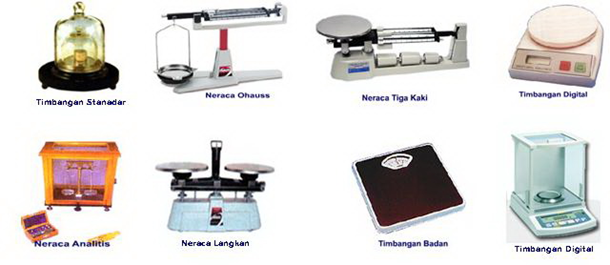 Timbangan Stanadar
Neraca Ohauss
Neraca Tiga Kaki
Timbangan Digital
Neraca Analitis
Neraca Langkan
Timbangan Badan
Timbangan Digital